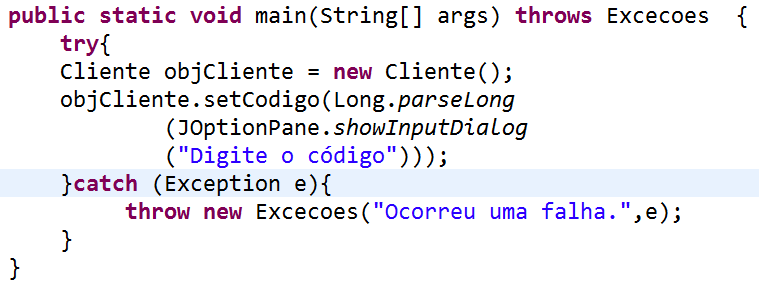 public static void main(String[] args) throws Excecoes  {
    try{
    Cliente objCliente = new Cliente();
    objCliente.setCodigo(Long.parseLong
            (JOptionPane.showInputDialog
            ("Digite o código")));
    }catch (Exception e){
         throw new Excecoes("Ocorreu uma falha.",e);
    }
}